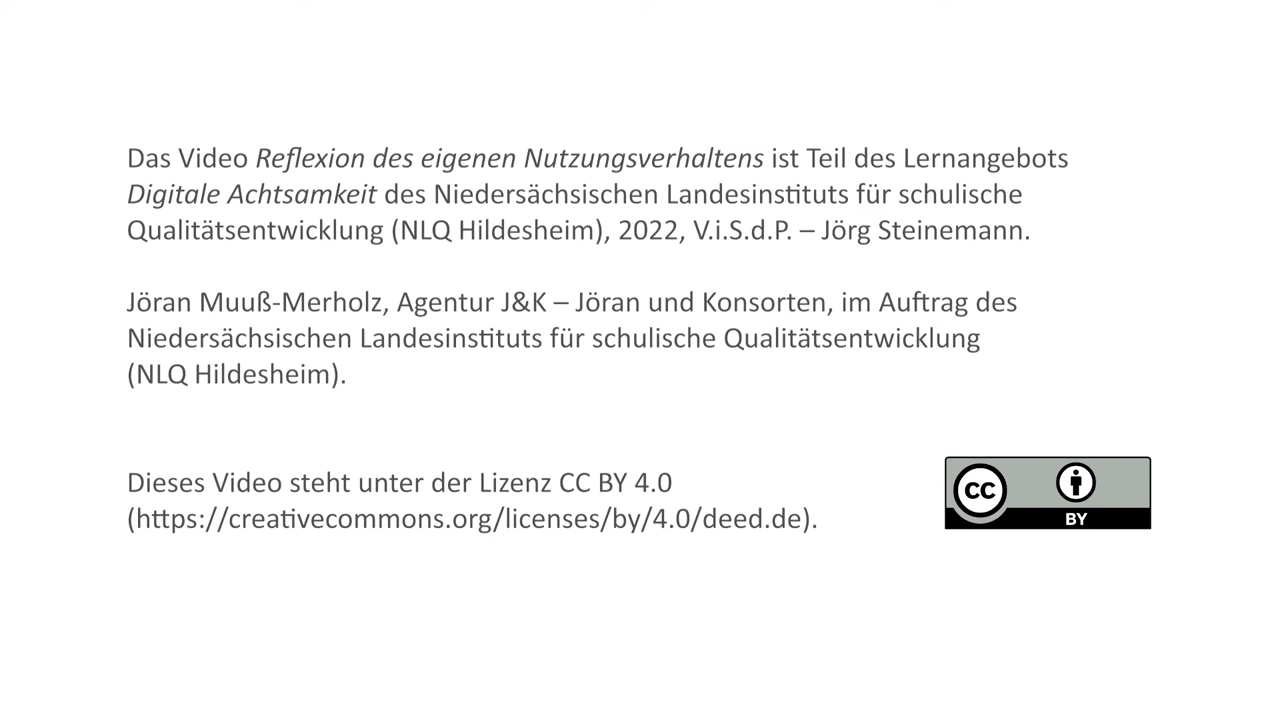 Das Video Reflexion des eigenen Nutzungsverhaltens ist Teil des Lernangebots
Digitale Achtsamkeit des Niedersächsischen Landesinstituts für schulische
Qualitätsentwicklung (NLQ Hildesheim), 2022, V.i.S.d.P. – Jörg Steinemann.
Jöran Muuß-Merholz, Agentur J&K – Jöran und Konsorten, im Auftrag des
Niedersächsischen Landesinstituts für schulische Qualitätsentwicklung
(NLQ Hildesheim).
Dieses Video steht unter der Lizenz CC BY 4.0
(https://creativecommons.org/licenses/by/4.0/deed.de).
CC
BY